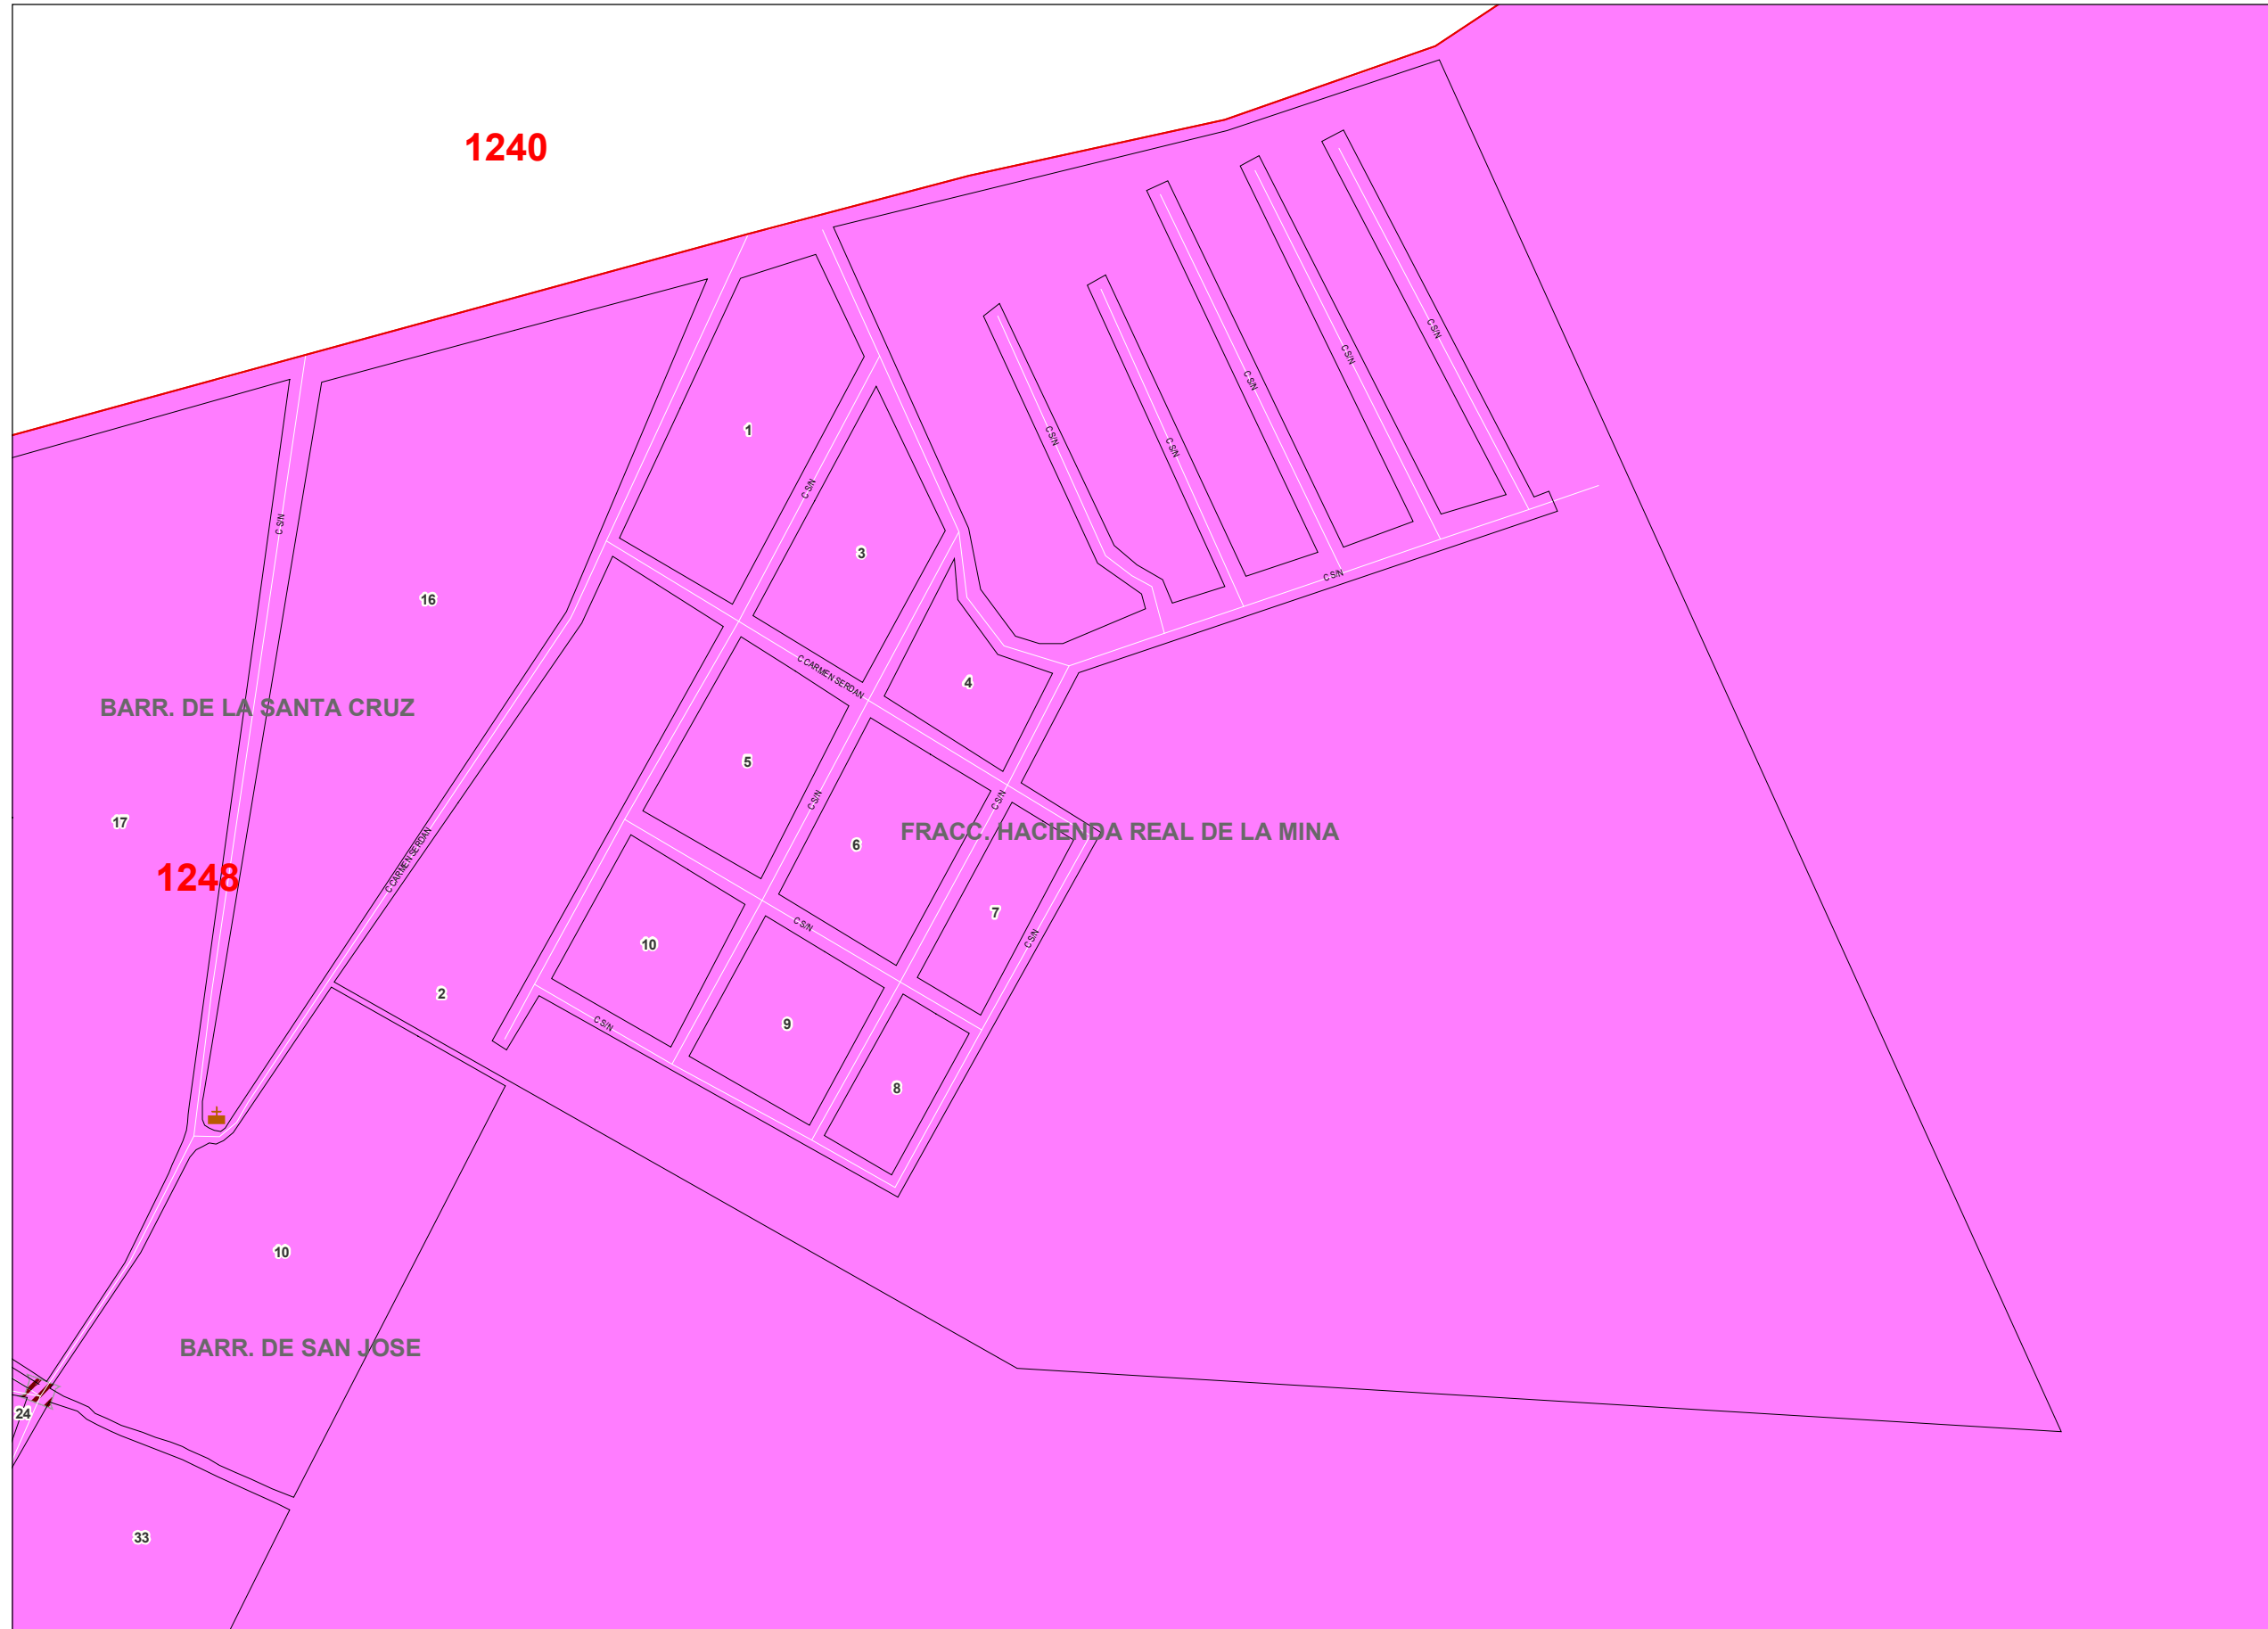 1240
C S/N
C S/N
C S/N
1
C S/N
C S/N
C S/N
C S/N
3
C S/N
16
C CARMEN SERDAN
4
BARR. DE LA SANTA CRUZ
5
C S/N
C S/N
17
FRACC. HACIENDA REAL DE LA MINA
6
C CARMEN SERDAN
1248
7
C S/N
10
C S/N
2
C S/N
9
8
10
BARR. DE SAN JOSE
24
33